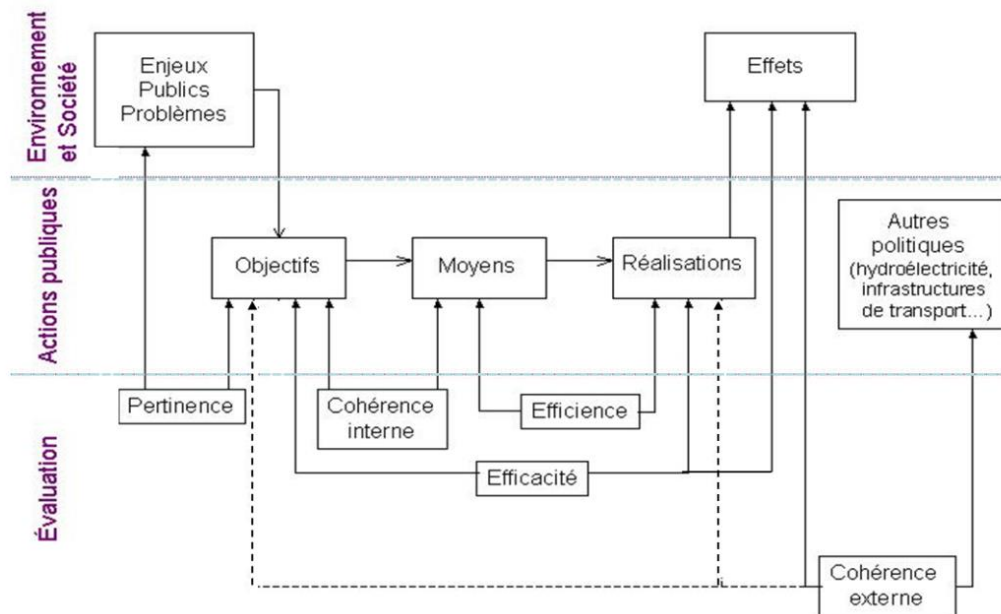 Environnement
et Société
Enjeux
Publics
Problèmes
Effets
Actions publiques
Objectifs
Moyens
Réalisations
Autres
politiques
(hydroélectricité,
infrastructures
de transport...)
Évaluation
Pertinence
Cohérence
interne
Efficience
Efficacité
Cohérence
externe